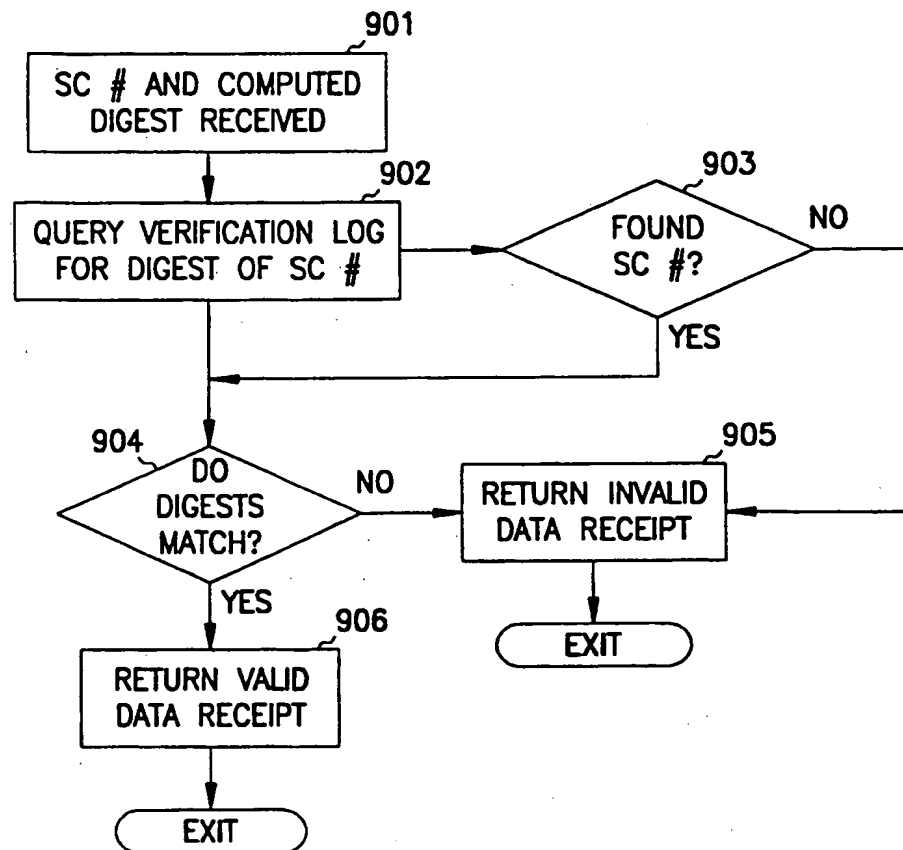 901
SC # AND COMPUTED
DIGEST RECEIVED
902
QUERY VERIFICATION LOG
FOR DIGEST OF SC #
903
FOUND
SC #?
NO
YES
904
DO
DIGESTS
MATCH?
NO
YES
905
RETURN INVALID
DATA RECEIPT
EXIT
906
RETURN VALID
DATA RECEIPT
EXIT